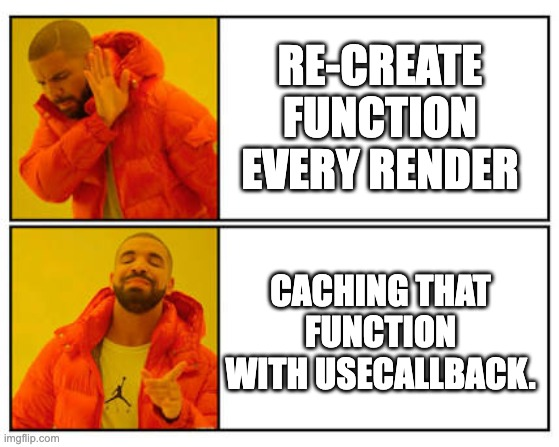 RE-CREATE
FUNCTION
EVERY RENDER
CACHING THAT
FUNCTION
WITH USECALLBACK.
imgflip.com